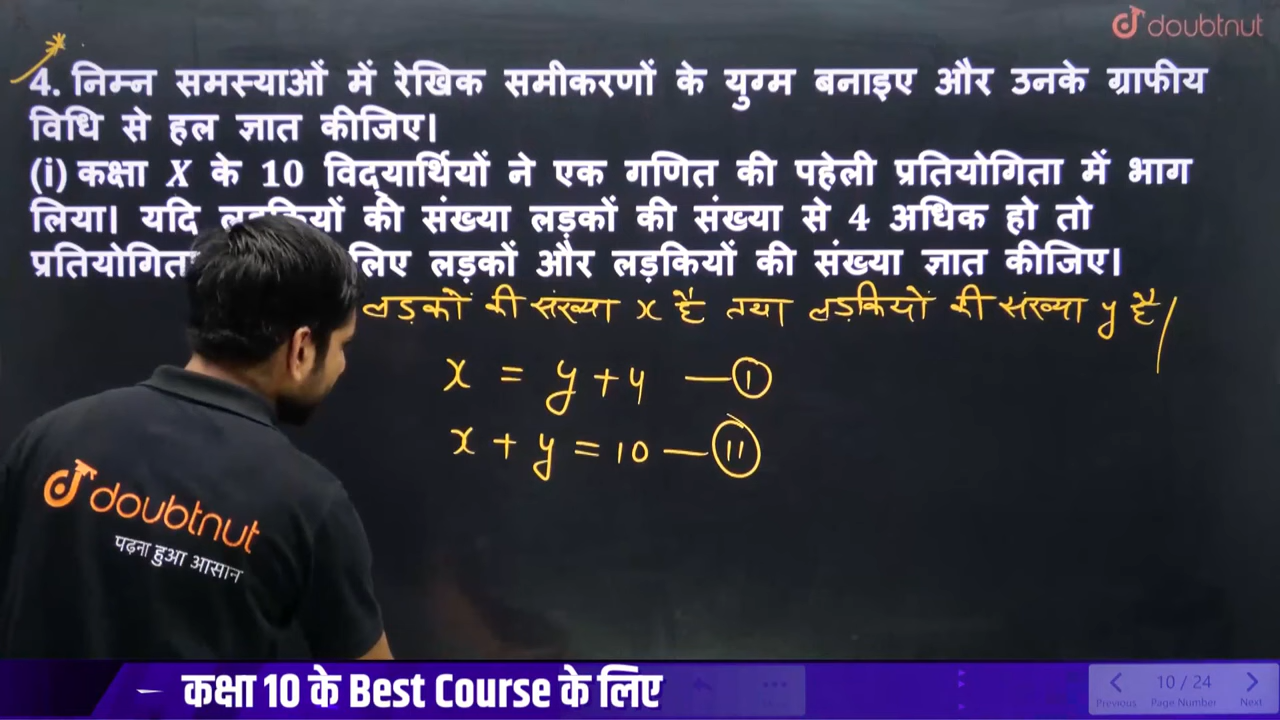 doubtnut
4. निम्न समस्याओं में रेखिक समीकरणों के युग्म बनाइए और उनके ग्राफीय
विधि से हल ज्ञात कीजिए।
(i) कक्षा X के 10 विद्यार्थियों ने एक गणित की पहेली प्रतियोगिता में भाग
लिया। यदि लड़कियों की संख्या लड़कों की संख्या से 4 अधिक हो तो
लिए लड़कों और लड़कियों की संख्या ज्ञात कीजिए।
लड़कों की संख्या x है तथा लड़कियों की संख्या y है/
x = y + 4 — I
x + y = 10 — II
doubtnut
पढ़ना हुआ आसान
कक्षा 10 के Best Course के लिए
10 / 24
Previous Page Number Next